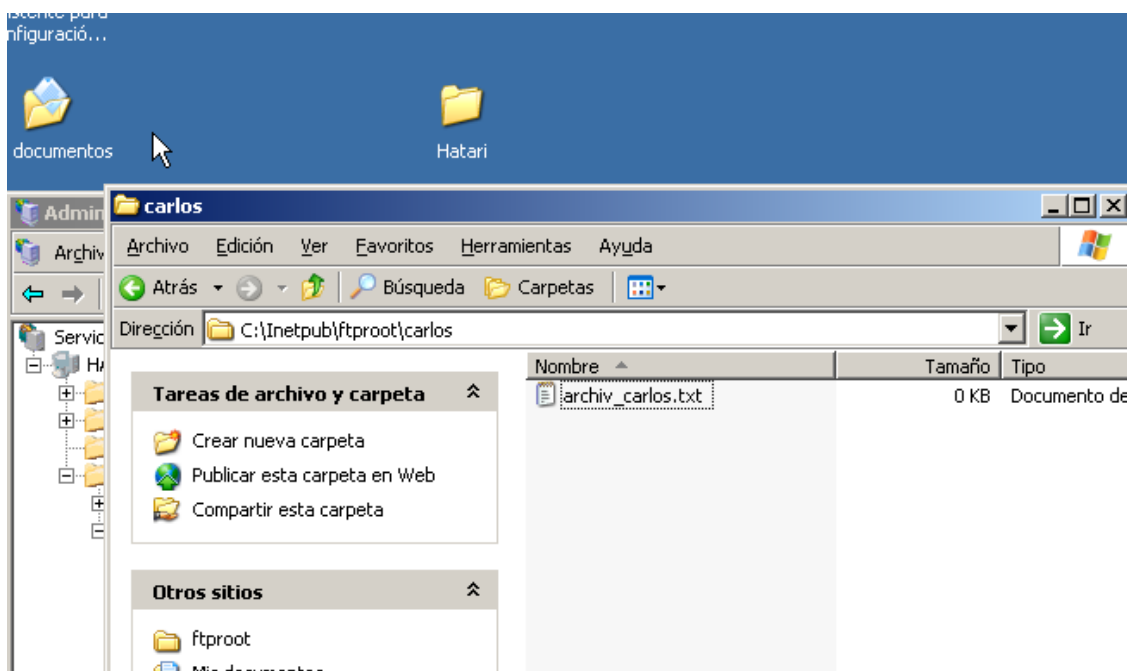 nfiguració...
documentos
Hatari
Admin
carlos
Archiv
Archivo Edición Ver Favoritos Herramientas Ayuda
Atrás Búsqueda Carpetas
Dirección C:\Inetpub\ftproot\carlos Ir
Servic
Nombre Tamaño Tipo
Tareas de archivo y carpeta
archiv_carlos.txt 0 KB Documento de
Crear nueva carpeta
Publicar esta carpeta en Web
Compartir esta carpeta
Otros sitios
ftproot